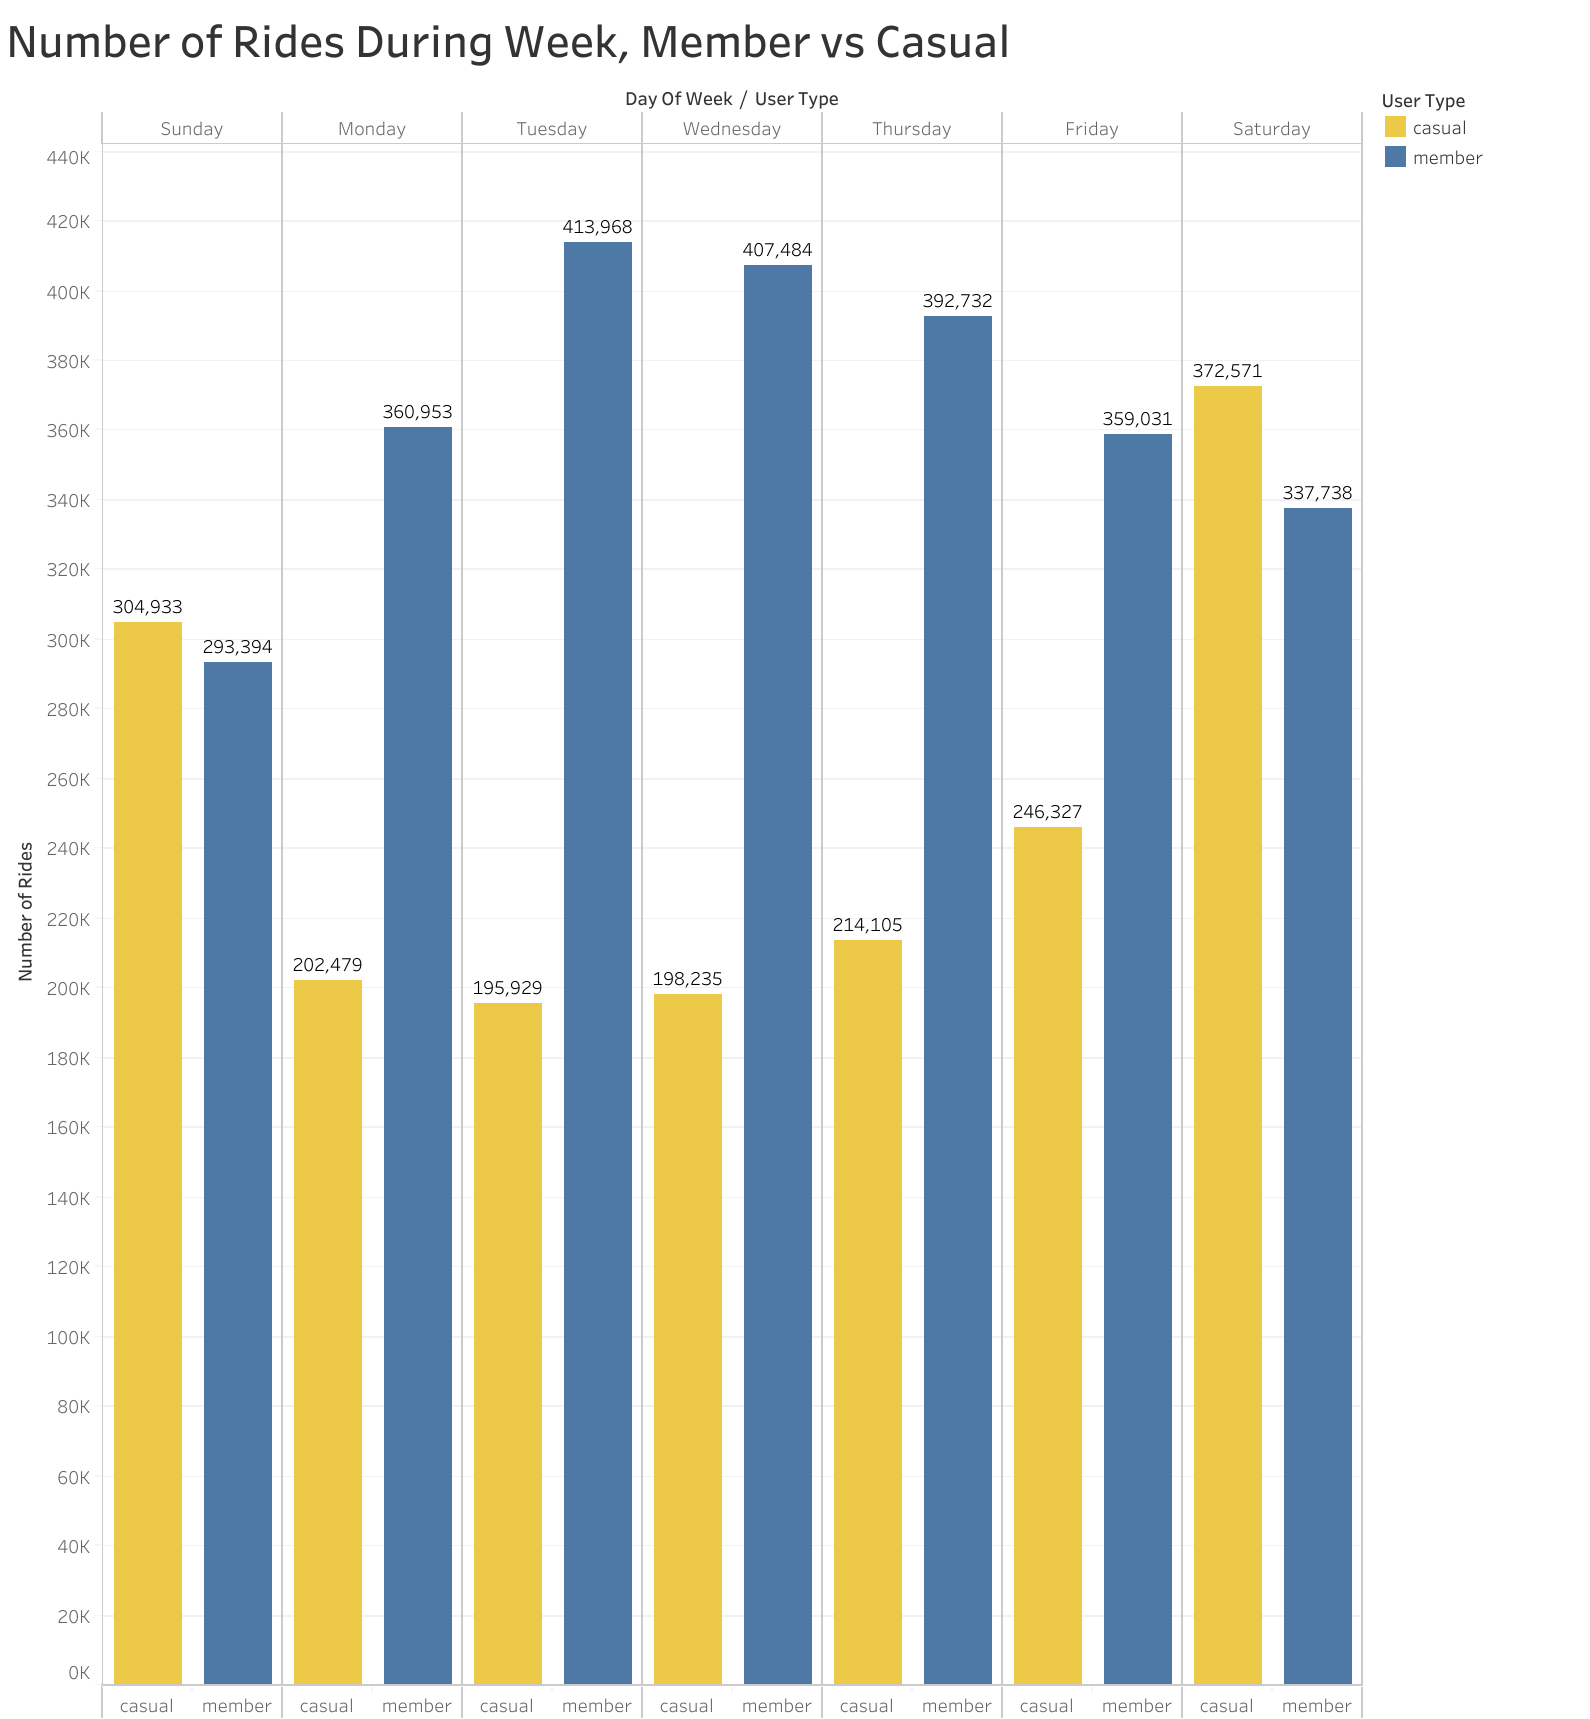 Number of Rides During Week, Member vs Casual
Day Of Week / User Type
Sunday Monday Tuesday Wednesday Thursday Friday Saturday
User Type
casual
member
440K
420K
400K
380K
360K
340K
320K
300K
280K
260K
240K
220K
200K
180K
160K
140K
120K
100K
80K
60K
40K
20K
0K
Number of Rides
304,933 293,394
202,479 360,953
195,929 413,968
198,235 407,484
214,105 392,732
246,327 359,031
372,571 337,738
casual member casual member casual member casual member casual member casual member casual member